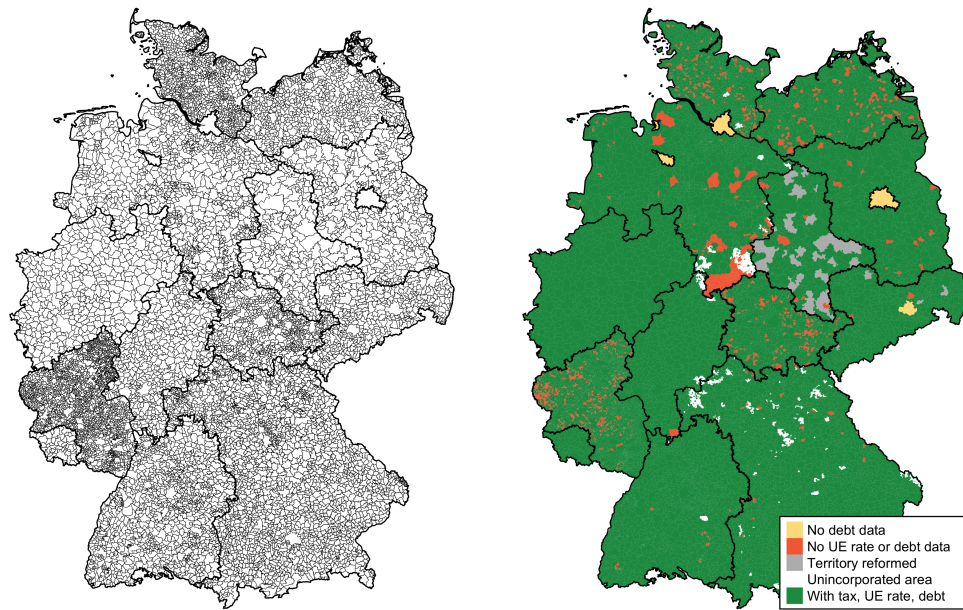 No debt data
No UE rate or debt data
Territory reformed
Unincorporated area
With tax, UE rate, debt